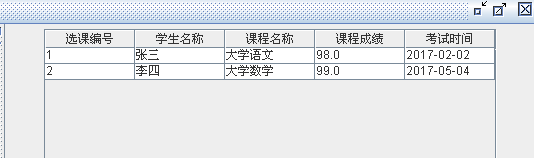 选课编号 学生名称 课程名称 课程成绩 考试时间
1 张三 大学语文 98.0 2017-02-02
2 李四 大学数学 99.0 2017-05-04